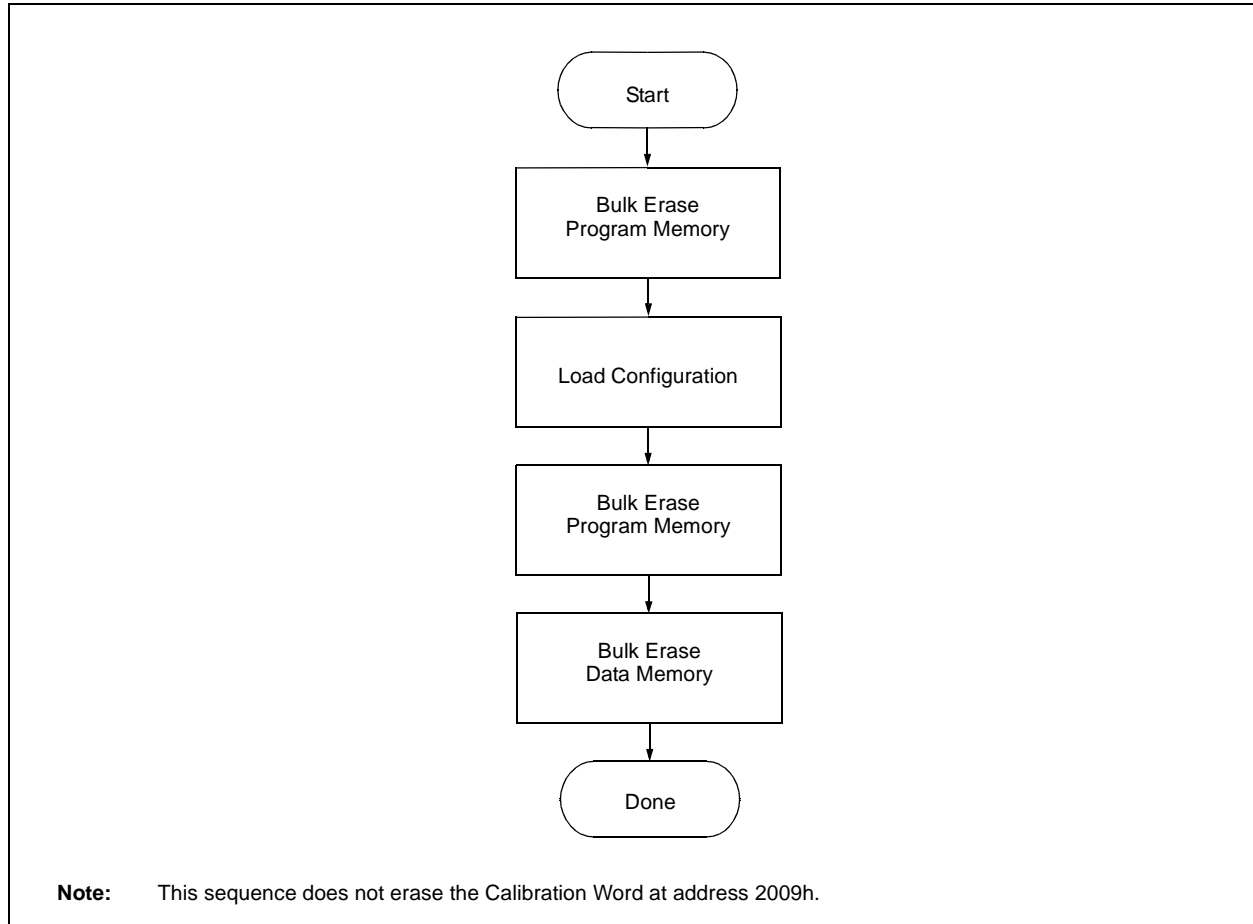 Start
Bulk Erase
Program Memory
Load Configuration
Bulk Erase
Program Memory
Bulk Erase
Data Memory
Done
Note: This sequence does not erase the Calibration Word at address 2009h.